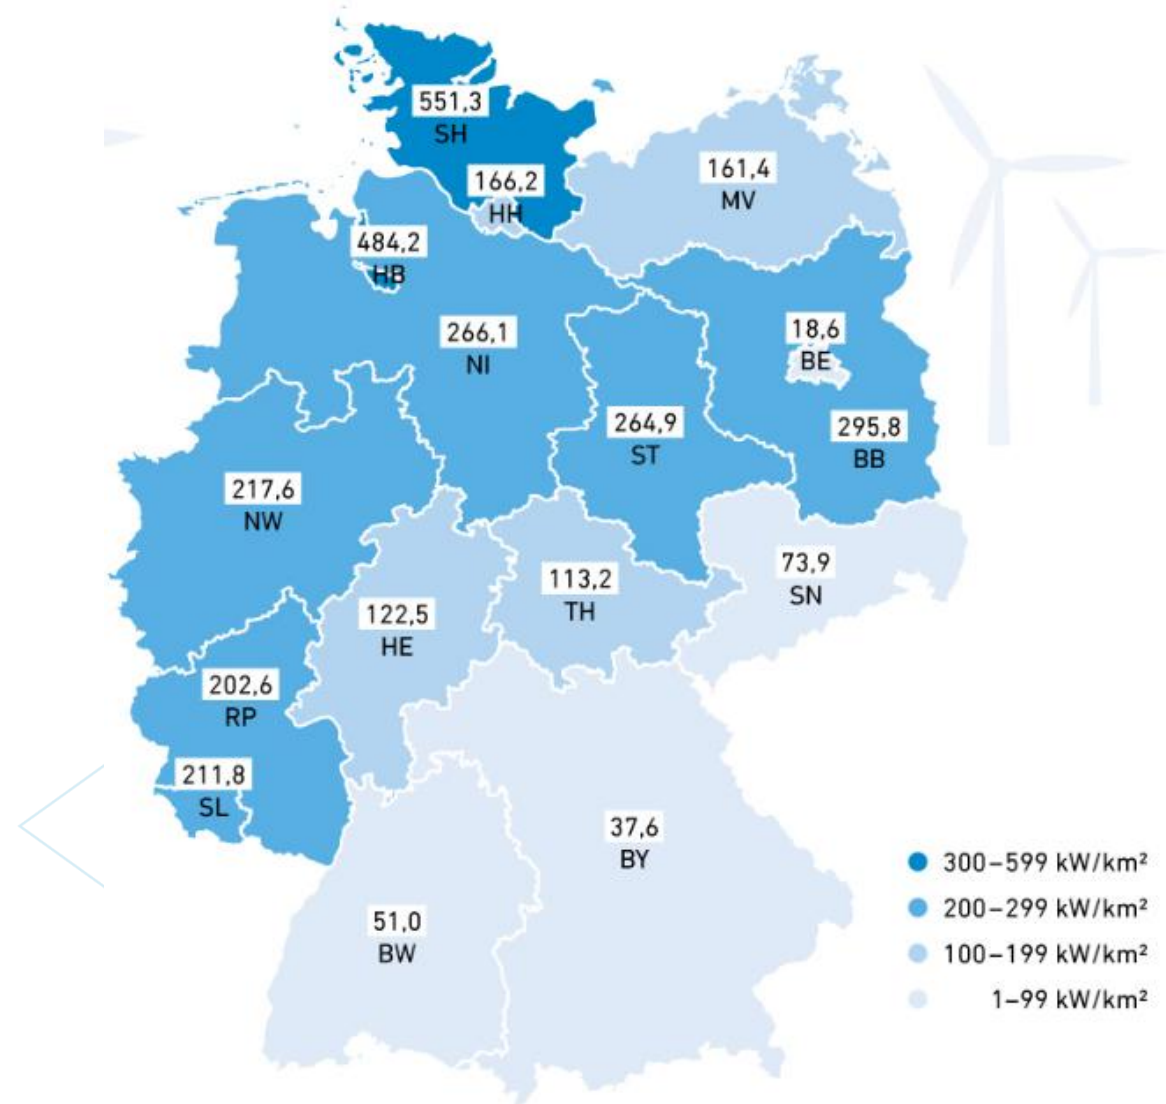 551,3
SH
166,2
HH
161,4
MV
484,2
HB
266,1
NI
18,6
BE
264,9
ST
295,8
BB
217,6
NW
73,9
SN
113,2
TH
122,5
HE
202,6
RP
211,8
SL
37,6
BY
51,0
BW
300–599 kW/km²
200–299 kW/km²
100–199 kW/km²
1–99 kW/km²